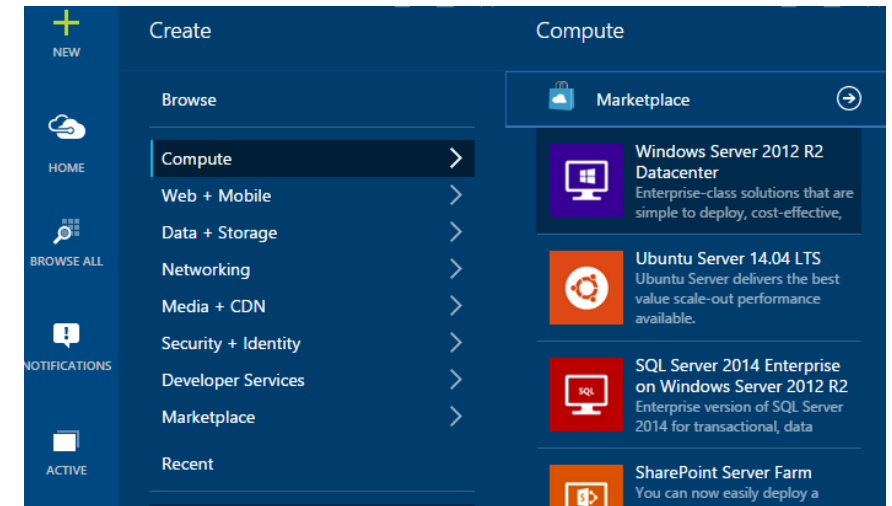 NEW
HOME
BROWSE ALL
NOTIFICATIONS
ACTIVE
Create
Browse
Compute
Web + Mobile
Data + Storage
Networking
Media + CDN
Security + Identity
Developer Services
Marketplace
Recent
Compute
Marketplace
Windows Server 2012 R2
Datacenter
Enterprise-class solutions that are
simple to deploy, cost-effective,
Ubuntu Server 14.04 LTS
Ubuntu Server delivers the best
value scale-out performance
available.
SQL
SQL Server 2014 Enterprise
on Windows Server 2012 R2
Enterprise version of SQL Server
2014 for transactional, data
SharePoint Server Farm
You can now easily deploy a